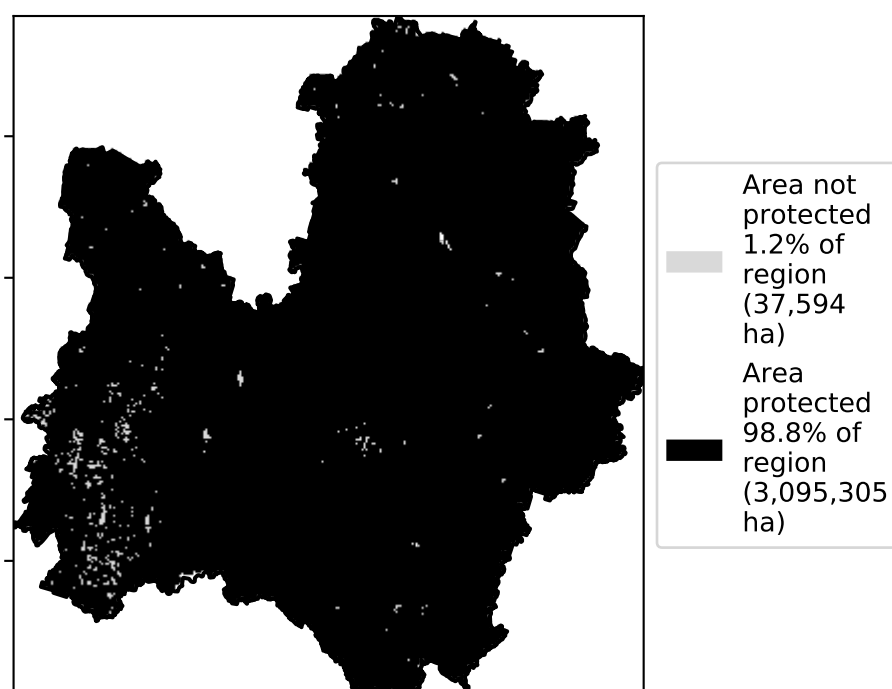 Area not
protected
1.2% of
region
(37,594
ha)
Area
protected
98.8% of
region
(3,095,305
ha)